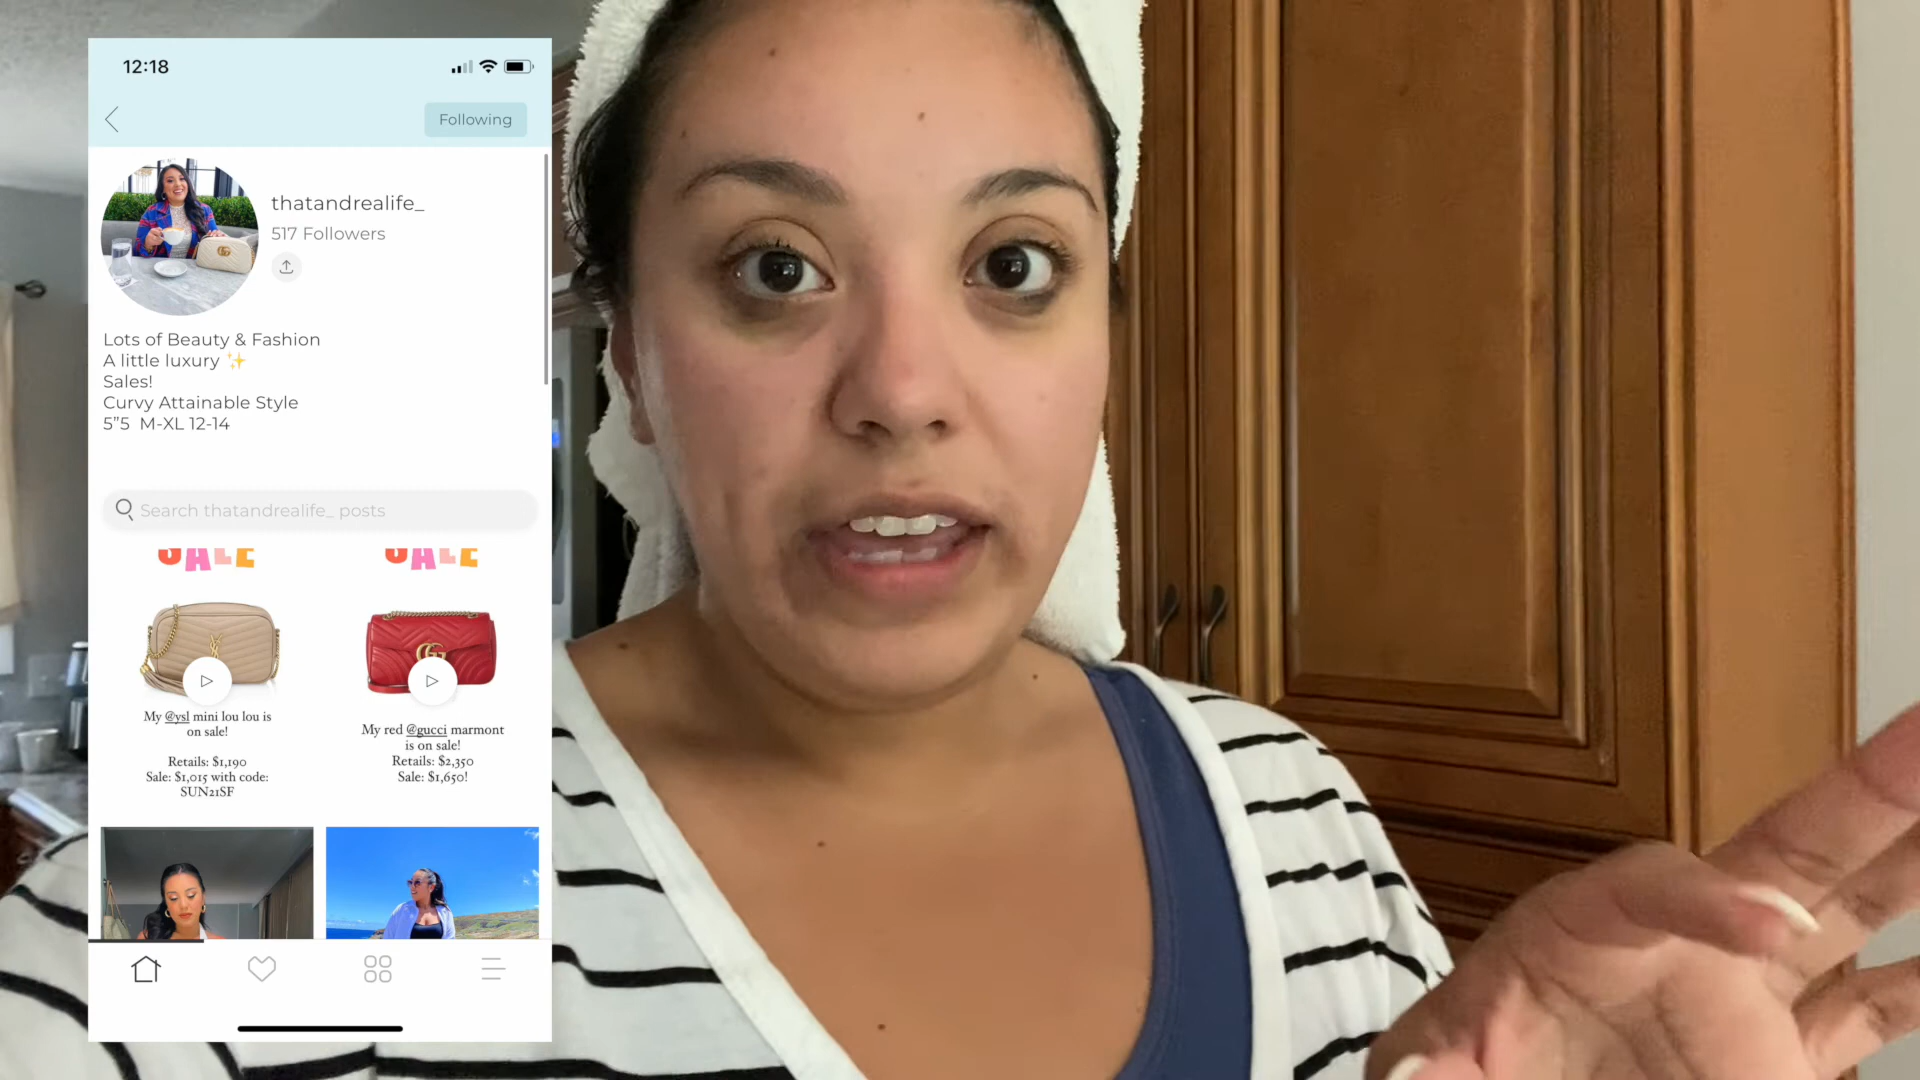 12:18
Following
thatandrealife_
517 Followers
Lots of Beauty & Fashion
A little luxury ✨
Sales!
Curvy Attainable Style
5”5 M-XL 12-14
Search thatandrealife_ posts
SALE
My @ysl mini lou lou is
on sale!
Retails: $1,190
Sale: $1,015 with code:
SUN21SF
SALE
My red @gucci marmont
is on sale!
Retails: $2,350
Sale: $1,650!